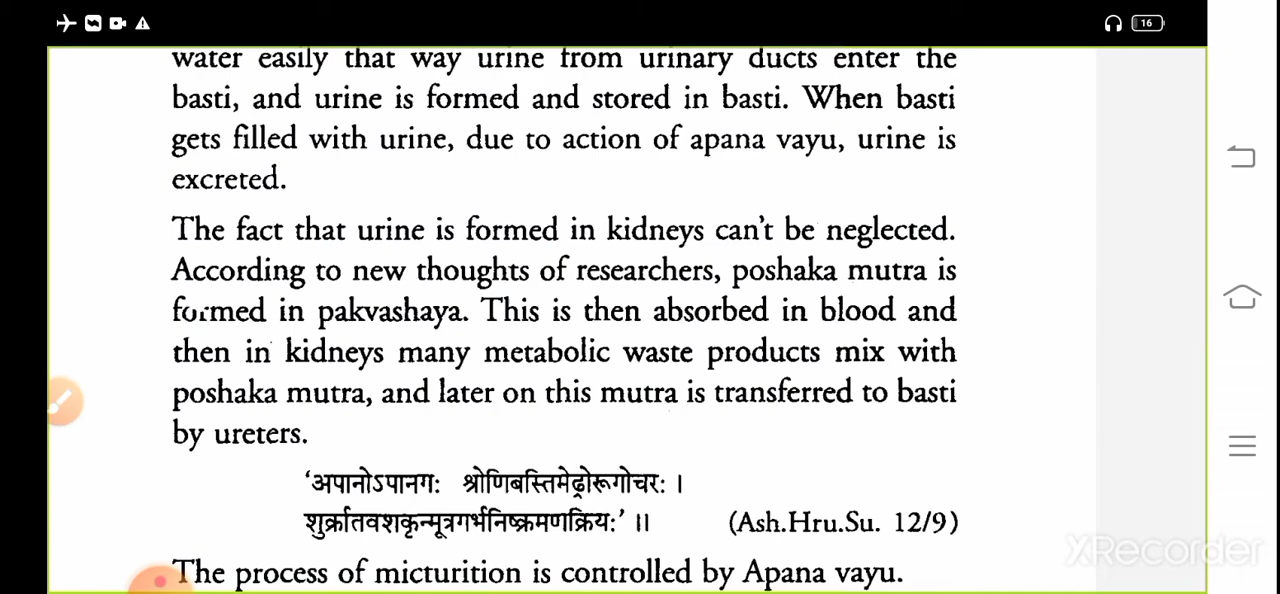 16
water easily that way urine from urinary ducts enter the
basti, and urine is formed and stored in basti. When basti
gets filled with urine, due to action of apana vayu, urine is
excreted.
The fact that urine is formed in kidneys can't be neglected.
According to new thoughts of researchers, poshaka mutra is
formed in pakvashaya. This is then absorbed in blood and
then in kidneys many metabolic waste products mix with
poshaka mutra, and later on this mutra is transferred to basti
by ureters.
'अपानोऽपानगः श्रोणिबस्तिमेढ्रोरूगोचरः ।
शुक्रार्तवशकृन्मूत्रगर्भनिष्क्रमणक्रियः' ॥ (Ash.Hru.Su. 12/9)
The process of micturition is controlled by Apana vayu.
XRecorder